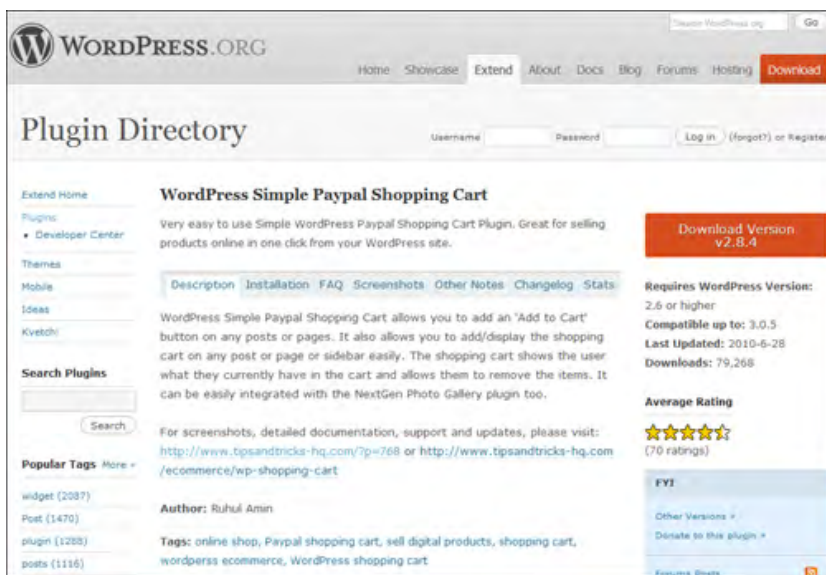 Search WordPress.org Go
WORDPRESS.ORG
Home Showcase Extend About Docs Blog Forums Hosting Download
Plugin Directory
Username Password Log in (forgot?) or Register
Extend Home
Plugins
• Developer Center
Themes
Mobile
Ideas
Kvetch!
Search Plugins
Search
Popular Tags More »
widget (2087)
Post (1470)
plugin (1288)
posts (1116)
WordPress Simple Paypal Shopping Cart
Very easy to use Simple WordPress Paypal Shopping Cart Plugin. Great for selling
products online in one click from your WordPress site.
Description Installation FAQ Screenshots Other Notes Changelog Stats
WordPress Simple Paypal Shopping Cart allows you to add an 'Add to Cart'
button on any posts or pages. It also allows you to add/display the shopping
cart on any post or page or sidebar easily. The shopping cart shows the user
what they currently have in the cart and allows them to remove the items. It
can be easily integrated with the NextGen Photo Gallery plugin too.
For screenshots, detailed documentation, support and updates, please visit:
http://www.tipsandtricks-hq.com/?p=768 or http://www.tipsandtricks-hq.com
/ecommerce/wp-shopping-cart
Author: Ruhul Amin
Tags: online shop, Paypal shopping cart, sell digital products, shopping cart,
wordperss ecommerce, WordPress shopping cart
Download Version
v2.8.4
Requires WordPress Version:
2.6 or higher
Compatible up to: 3.0.5
Last Updated: 2010-6-28
Downloads: 79,268
Average Rating
(70 ratings)
FYI
Other Versions »
Donate to this plugin »
Forums Posts